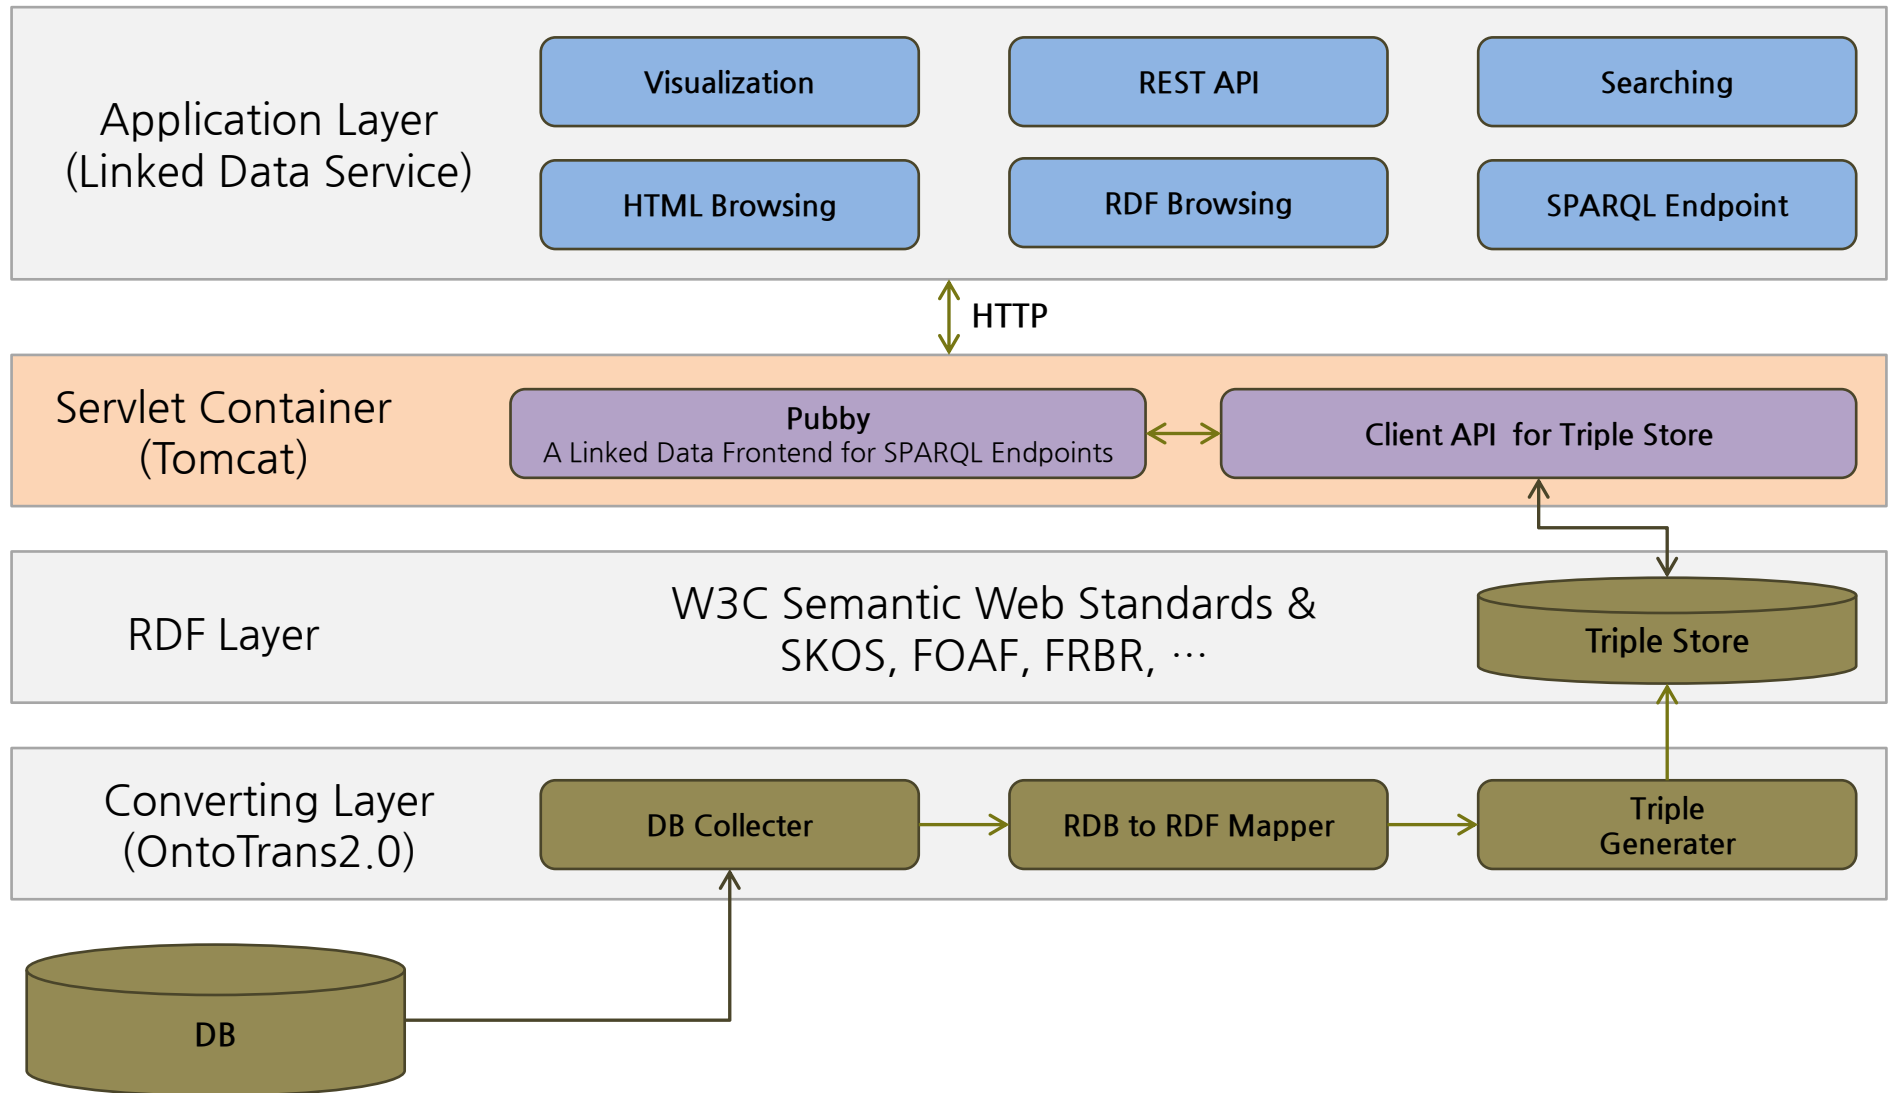 Application Layer
(Linked Data Service)
Visualization
REST API
Searching
HTML Browsing
RDF Browsing
SPARQL Endpoint
HTTP
Servlet Container
(Tomcat)
Pubby
A Linked Data Frontend for SPARQL Endpoints
Client API for Triple Store
RDF Layer
W3C Semantic Web Standards &
SKOS, FOAF, FRBR, ⋯
Triple Store
Converting Layer
(OntoTrans2.0)
DB Collecter
RDB to RDF Mapper
Triple
Generater
DB